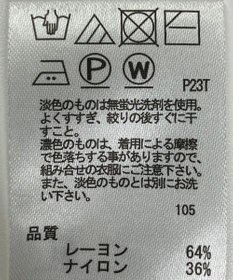 P W P23T
淡色のものは無蛍光洗剤を使用。
よくすすぎ、絞りの後すぐに干
すこと。
濃色のものは、着用による摩擦
で色落ちする事がありますので、
組み合せの衣服にご注意下さい。
また、淡色のものとは別にお洗
い下さい。
105
品質
レーヨン 64%
ナイロン 36%